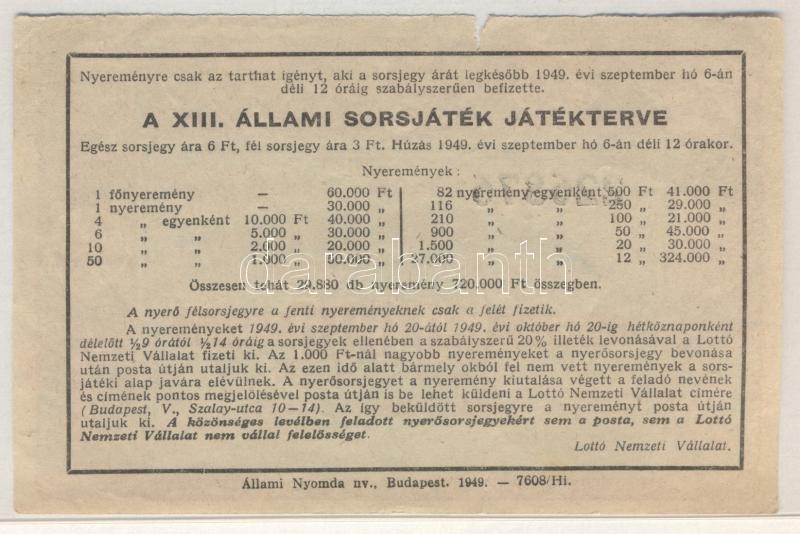 Nyereményre csak az tarthat igényt, aki a sorsjegy árát legkésőbb 1949. évi szeptember hó 6-án
déli 12 óráig szabályszerűen befizette.
A XIII. ÁLLAMI SORSJÁTÉK JÁTÉKTERVE
Egész sorsjegy ára 6 Ft, fél sorsjegy ára 3 Ft. Húzás 1949. évi szeptember hó 6-án déli 12 órakor.
Nyeremények :
1 főnyeremény — 60.000 Ft
1 nyeremény — 30.000 „
4 „ egyenként 10.000 Ft 40.000 „
6 „ „ 5.000 „ 30.000 „
10 „ „ 2.000 „ 20.000 „
50 „ „ 1.000 „ 50.000 „
82 nyeremény egyenként 500 Ft 41.000 Ft
116 „ „ 250 „ 29.000 „
210 „ „ 100 „ 21.000 „
900 „ „ 50 „ 45.000 „
1.500 „ „ 20 „ 30.000 „
27.000 „ „ 12 „ 324.000 „
Összesen tehát 29.880 db nyeremény 720.000 Ft összegben.
A nyerő félsorsjegyre a fenti nyereményeknek csak a felét fizetik.
A nyereményeket 1949. évi szeptember hó 20-ától 1949. évi október hó 20-ig hétköznaponként
délelőtt ½9 órától ½14 óráig a sorsjegyek ellenében a szabályszerű 20% illeték levonásával a Lottó
Nemzeti Vállalat fizeti ki. Az 1.000 Ft-nál nagyobb nyereményeket a nyerősorsjegy bevonása
után posta útján utaljuk ki. Az ezen idő alatt bármely okból fel nem vett nyeremények a sors-
játéki alap javára elévülnek. A nyerősorsjegyet a nyeremény kiutalása végett a feladó nevének
és címének pontos megjelölésével posta útján is be lehet küldeni a Lottó Nemzeti Vállalat címére
(Budapest, V., Szalay-utca 10—14). Az így beküldött sorsjegyre a nyereményt posta útján
utaljuk ki. A közönséges levélben feladott nyerősorsjegyekért sem a posta, sem a Lottó
Nemzeti Vállalat nem vállal felelősséget.
Lottó Nemzeti Vállalat.
Állami Nyomda nv., Budapest. 1949. — 7608/Hi.
darabanth